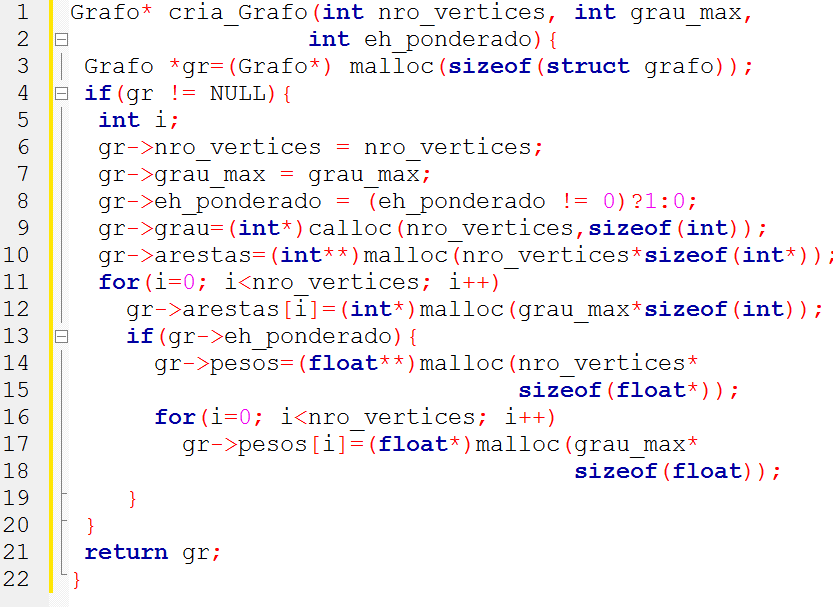 1 Grafo* cria_Grafo(int nro_vertices, int grau_max,
2 int eh_ponderado){
3 Grafo *gr=(Grafo*) malloc(sizeof(struct grafo));
4 if(gr != NULL){
5 int i;
6 gr->nro_vertices = nro_vertices;
7 gr->grau_max = grau_max;
8 gr->eh_ponderado = (eh_ponderado != 0)?1:0;
9 gr->grau=(int*)calloc(nro_vertices,sizeof(int));
10 gr->arestas=(int**)malloc(nro_vertices*sizeof(int*));
11 for(i=0; i<nro_vertices; i++)
12 gr->arestas[i]=(int*)malloc(grau_max*sizeof(int));
13 if(gr->eh_ponderado){
14 gr->pesos=(float**)malloc(nro_vertices*
15 sizeof(float*));
16 for(i=0; i<nro_vertices; i++)
17 gr->pesos[i]=(float*)malloc(grau_max*
18 sizeof(float));
19 }
20 }
21 return gr;
22 }